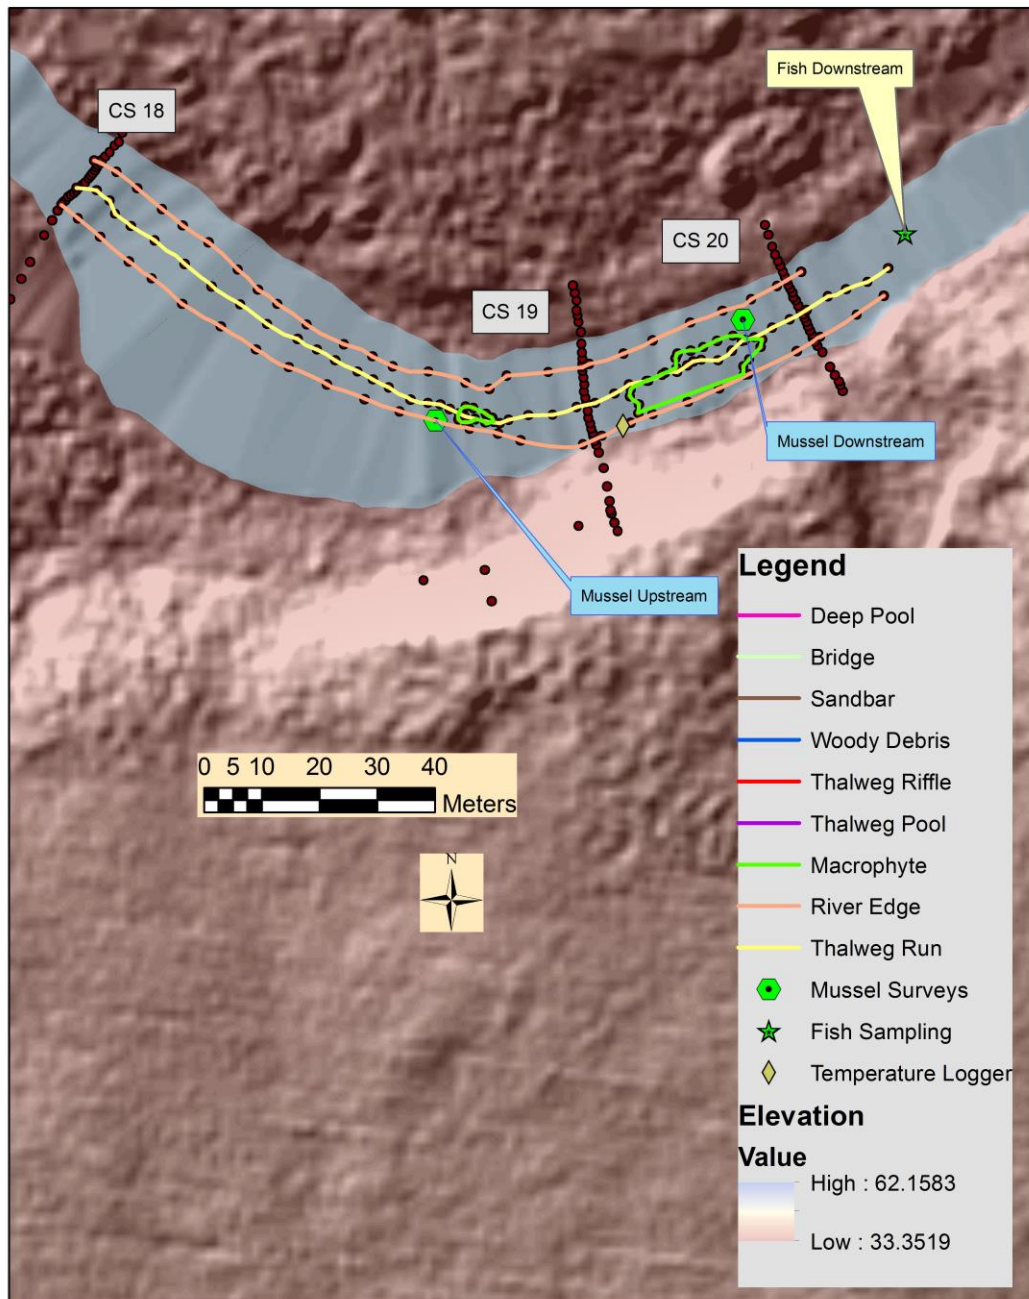 Fish Downstream
CS 18
CS 20
CS 19
Mussel Downstream
Mussel Upstream
0 5 10 20 30 40
Meters
N
Legend
Deep Pool
Bridge
Sandbar
Woody Debris
Thalweg Riffle
Thalweg Pool
Macrophyte
River Edge
Thalweg Run
Mussel Surveys
Fish Sampling
Temperature Logger
Elevation
Value
High : 62.1583
Low : 33.3519